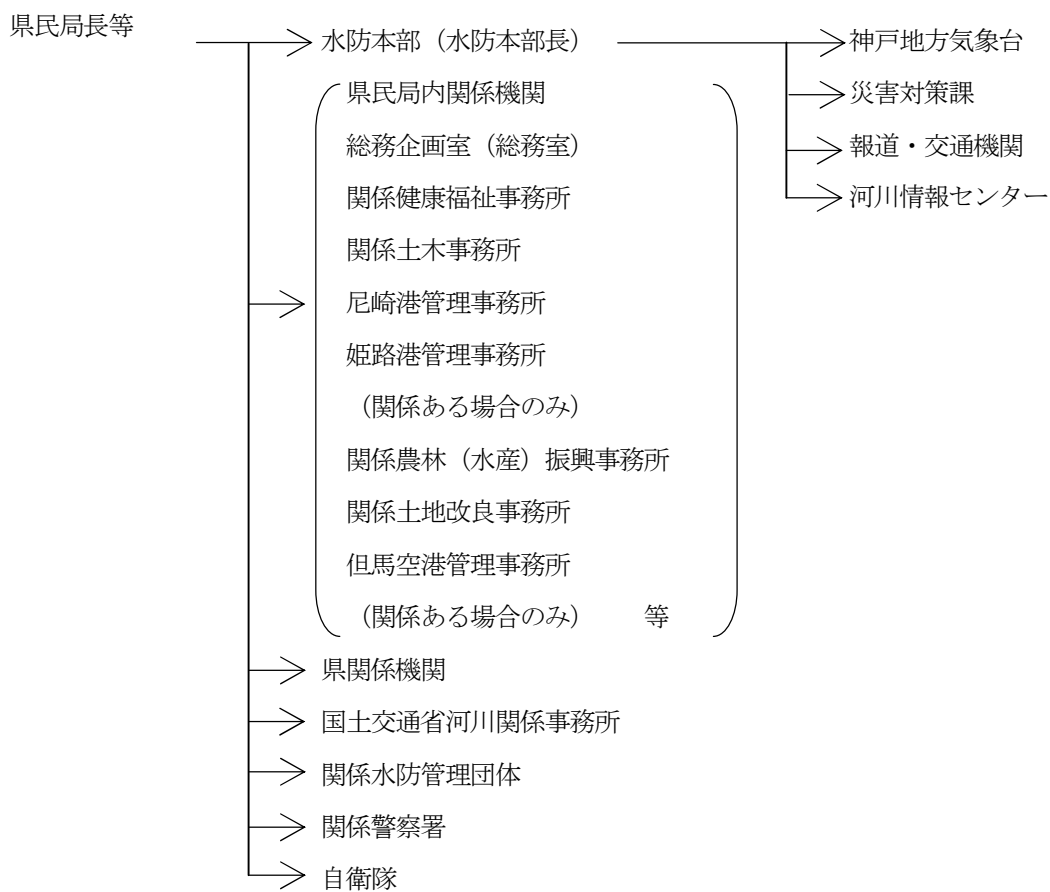 県民局長等
水防本部（水防本部長）
神戸地方気象台
災害対策課
報道・交通機関
河川情報センター
県民局内関係機関
総務企画室（総務室）
関係健康福祉事務所
関係土木事務所
尼崎港管理事務所
姫路港管理事務所
（関係ある場合のみ）
関係農林（水産）振興事務所
関係土地改良事務所
但馬空港管理事務所
（関係ある場合のみ）　等
県関係機関
国土交通省河川関係事務所
関係水防管理団体
関係警察署
自衛隊